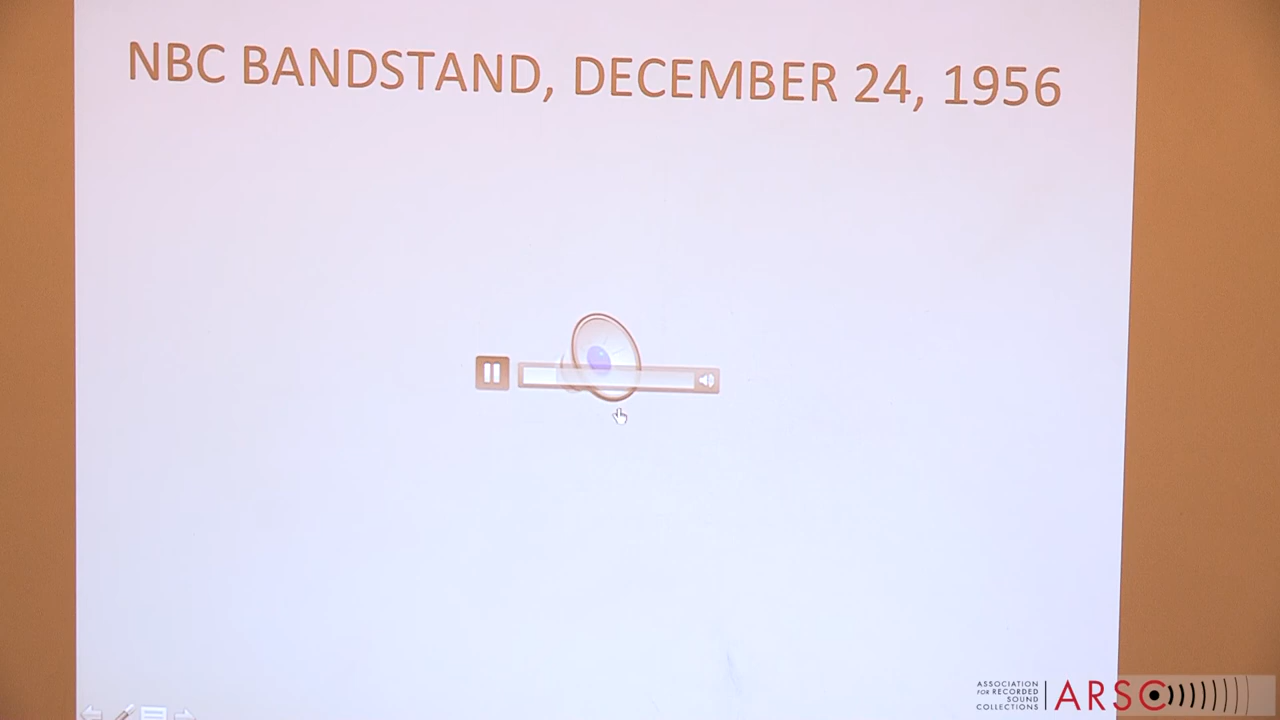 NBC BANDSTAND, DECEMBER 24, 1956
ASSOCIATION
FOR RECORDED
SOUND
COLLECTIONS
ARSC